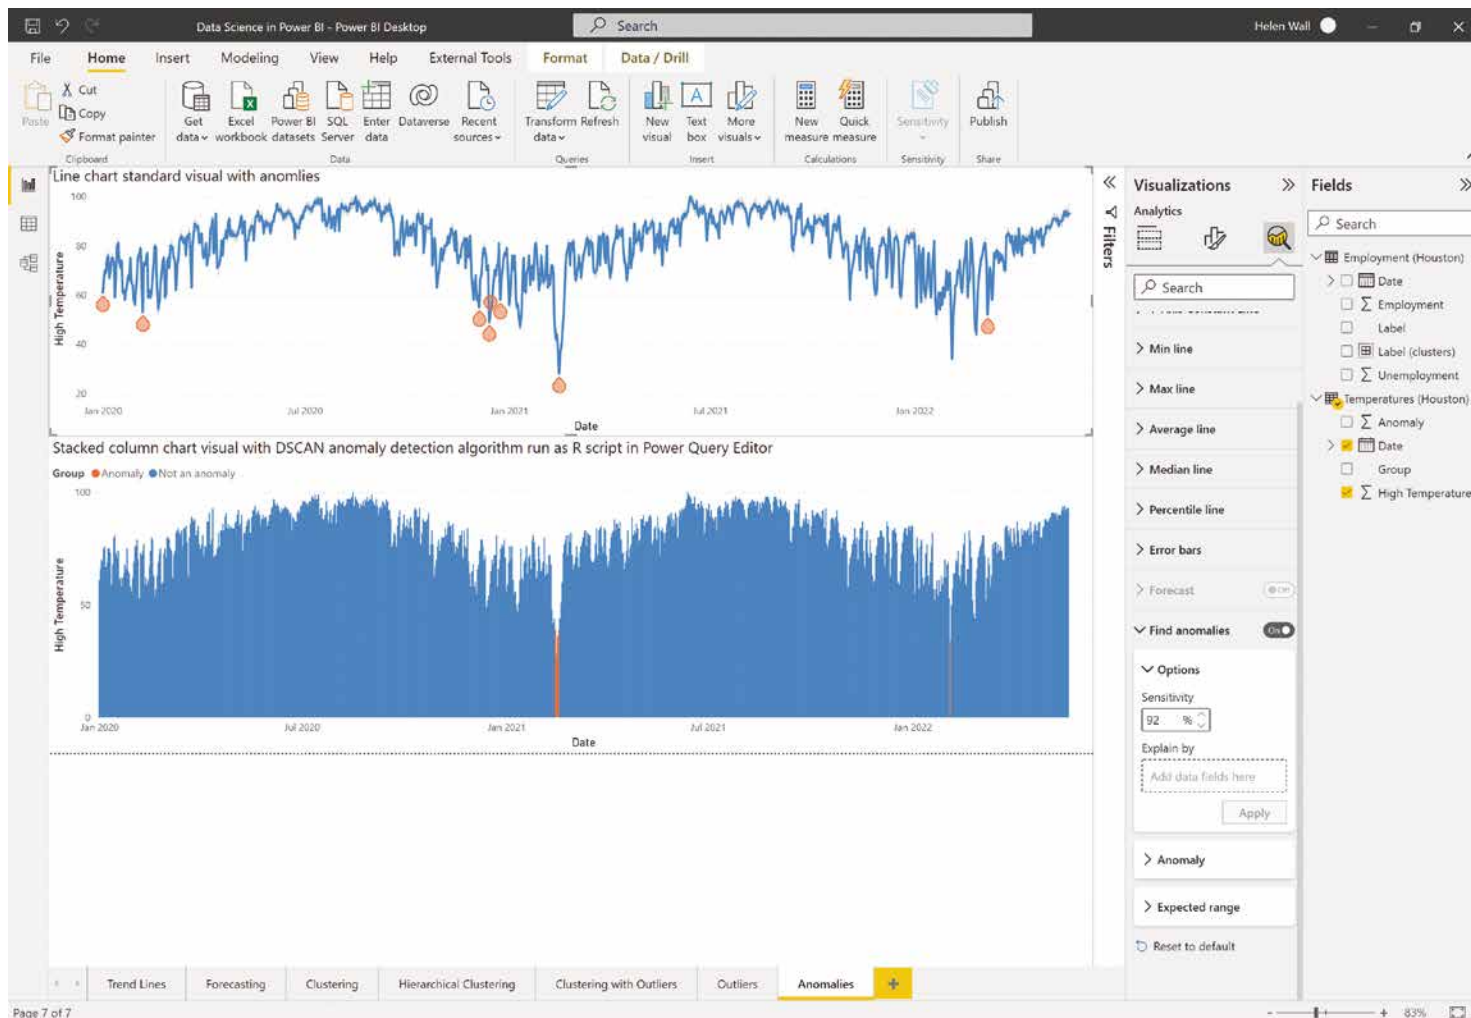 Data Science in Power BI - Power BI Desktop
Search
Helen Wall
File Home Insert Modeling View Help External Tools Format Data / Drill
Paste
Cut
Copy
Format painter
Clipboard
Get data
Excel workbook
Power BI datasets
SQL Server
Enter data
Dataverse
Recent sources
Data
Transform data
Refresh
Queries
New visual
Text box
More visuals
Insert
New measure
Quick measure
Calculations
Sensitivity
Sensitivity
Publish
Share
Line chart standard visual with anomlies
High Temperature
100
80
60
40
20
Jan 2020 Jul 2020 Jan 2021 Jul 2021 Jan 2022
Date
Stacked column chart visual with DSCAN anomaly detection algorithm run as R script in Power Query Editor
Group Anomaly Not an anomaly
High Temperature
100
50
0
Jan 2020 Jul 2020 Jan 2021 Jul 2021 Jan 2022
Date
Filters
Visualizations
Analytics
Search
Min line
Max line
Average line
Median line
Percentile line
Error bars
Forecast Off
Find anomalies On
Options
Sensitivity
92 %
Explain by
Add data fields here
Apply
Anomaly
Expected range
Reset to default
Fields
Search
Employment (Houston)
Date
Employment
Label
Label (clusters)
Unemployment
Temperatures (Houston)
Anomaly
Date
Group
High Temperature
Trend Lines Forecasting Clustering Hierarchical Clustering Clustering with Outliers Outliers Anomalies +
Page 7 of 7
- + 83%